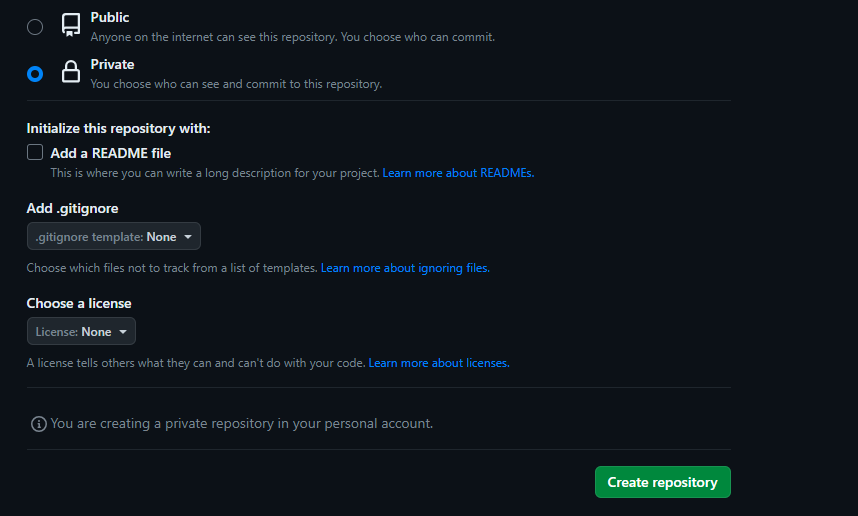 Public
Anyone on the internet can see this repository. You choose who can commit.
Private
You choose who can see and commit to this repository.
Initialize this repository with:
Add a README file
This is where you can write a long description for your project. Learn more about READMEs.
Add .gitignore
.gitignore template: None
Choose which files not to track from a list of templates. Learn more about ignoring files.
Choose a license
License: None
A license tells others what they can and can't do with your code. Learn more about licenses.
You are creating a private repository in your personal account.
Create repository